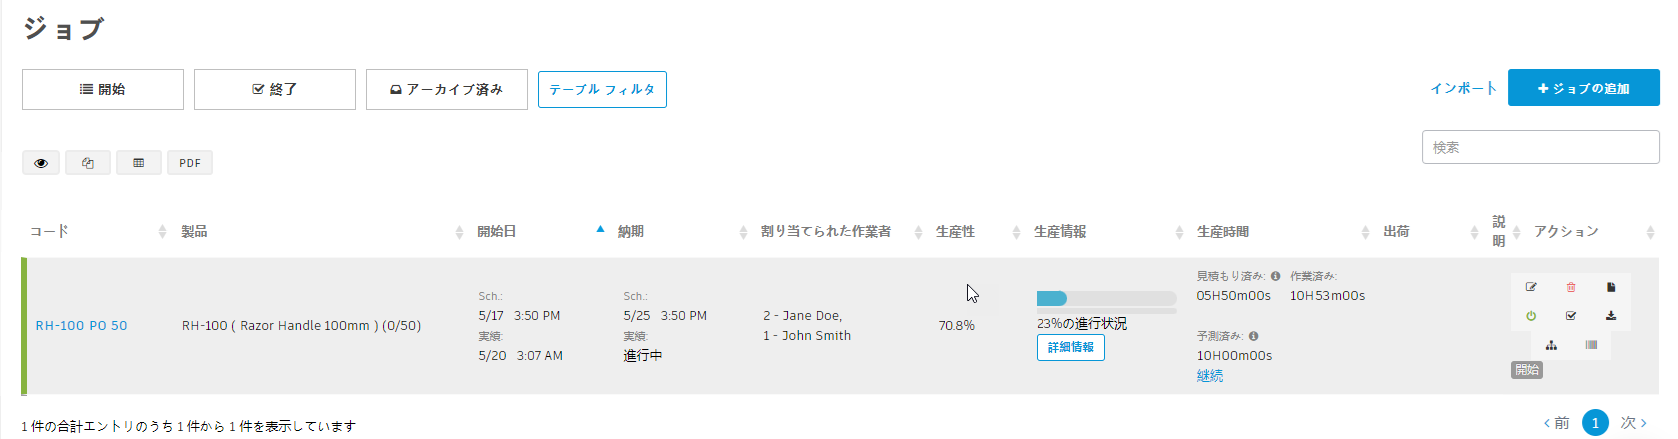 ジョブ
開始 終了 アーカイブ済み テーブル フィルタ インポート ジョブの追加
検索
PDF
コード 製品 開始日 納期 割り当てられた作業者 生産性 生産情報 生産時間 出荷 説明 アクション
RH-100 PO 50
RH-100 ( Razor Handle 100mm ) (0/50)
Sch.:
5/17 3:50 PM
実績:
5/20 3:07 AM
Sch.:
5/25 3:50 PM
実績:
進行中
2 - Jane Doe,
1 - John Smith
70.8%
23%の進行状況
詳細情報
見積もり済み: 作業済み:
05H50m00s 10H53m00s
予測済み:
10H00m00s
継続
開始
1 件の合計エントリのうち 1 件から 1 件を表示しています
前 1 次